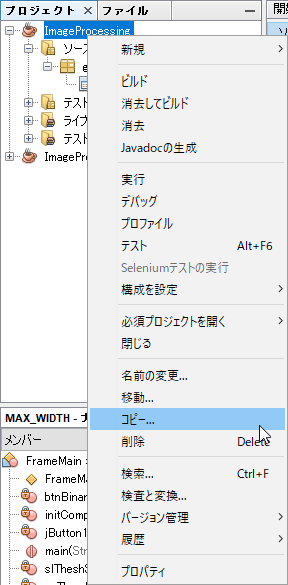 プロジェクト × ファイル
開始
ImageProcessing
ソース
e
テスト
ライブ
テスト
ImagePro
新規
ビルド
消去してビルド
消去
Javadocの生成
実行
デバッグ
プロファイル
テスト Alt+F6
Seleniumテストの実行
構成を設定
必須プロジェクトを開く
閉じる
名前の変更...
移動...
コピー...
削除 Delete
検索... Ctrl+F
検査と変換...
バージョン管理
履歴
プロパティ
MAX_WIDTH - ナ
メンバー
FrameMain :
FrameMa
btnBinar
initComp
jButton1
main(Stri
slThreshS